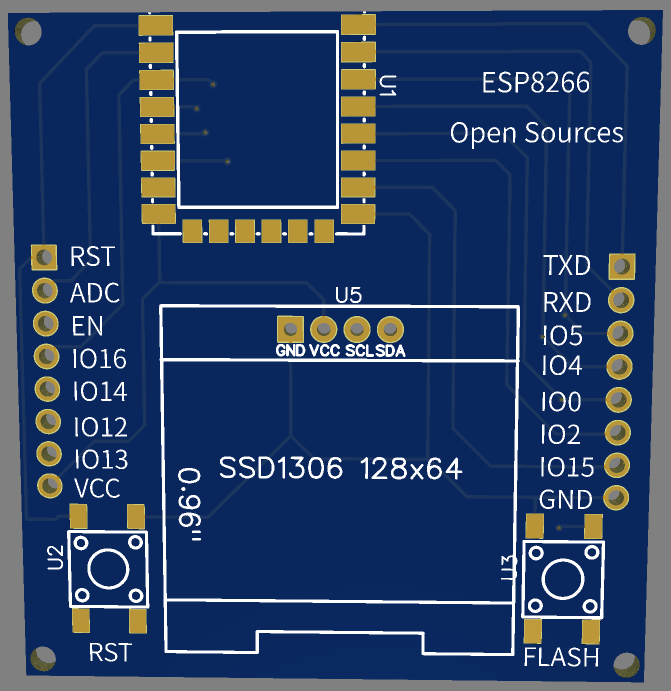 U1
ESP8266
Open Sources
RST
ADC
EN
IO16
IO14
IO12
IO13
VCC
TXD
RXD
IO5
IO4
IO0
IO2
IO15
GND
U5
GND VCC SCL SDA
SSD1306 128x64
0.96"
U2
RST
U3
FLASH